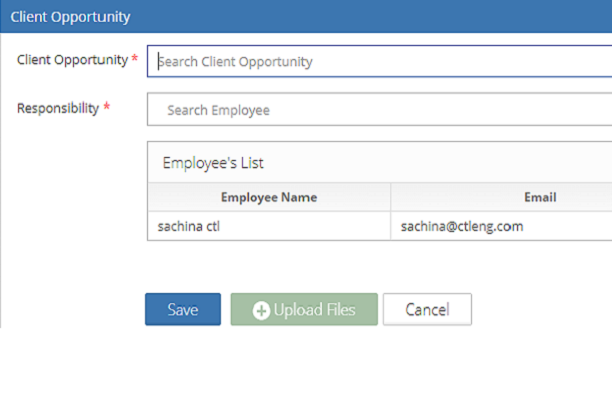 Client Opportunity
Client Opportunity * Search Client Opportunity
Responsibility * Search Employee
Employee's List
Employee Name Email
sachina ctl sachina@ctleng.com
Save Upload Files Cancel